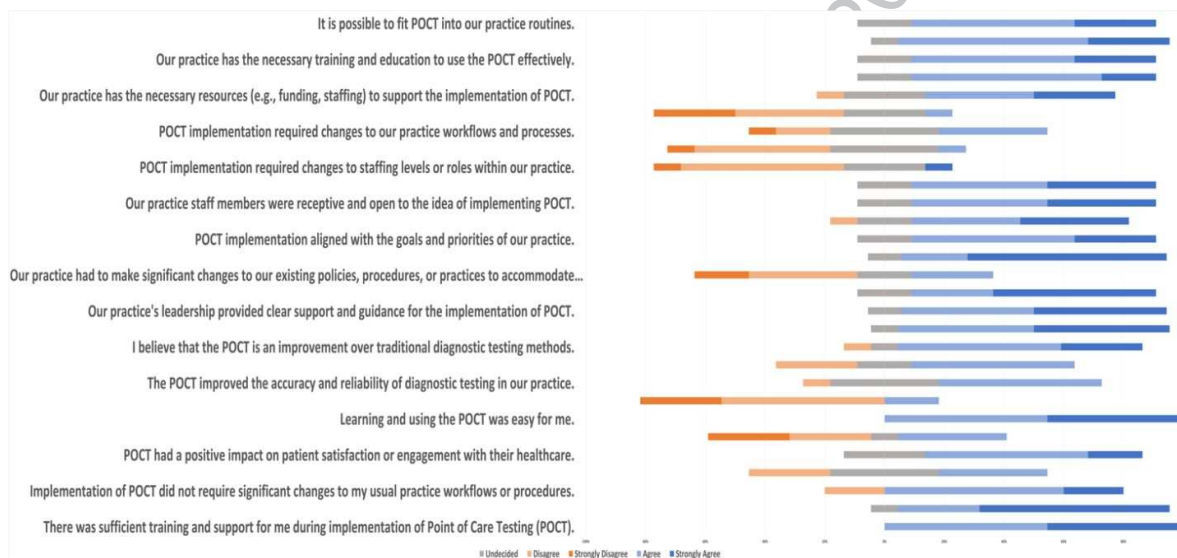 It is possible to fit POCT into our practice routines.
Our practice has the necessary training and education to use the POCT effectively.
Our practice has the necessary resources (e.g., funding, staffing) to support the implementation of POCT.
POCT implementation required changes to our practice workflows and processes.
POCT implementation required changes to staffing levels or roles within our practice.
Our practice staff members were receptive and open to the idea of implementing POCT.
POCT implementation aligned with the goals and priorities of our practice.
Our practice had to make significant changes to our existing policies, procedures, or practices to accommodate...
Our practice's leadership provided clear support and guidance for the implementation of POCT.
I believe that the POCT is an improvement over traditional diagnostic testing methods.
The POCT improved the accuracy and reliability of diagnostic testing in our practice.
Learning and using the POCT was easy for me.
POCT had a positive impact on patient satisfaction or engagement with their healthcare.
Implementation of POCT did not require significant changes to my usual practice workflows or procedures.
There was sufficient training and support for me during implementation of Point of Care Testing (POCT).
Undecided Disagree Strongly Disagree Agree Strongly Agree